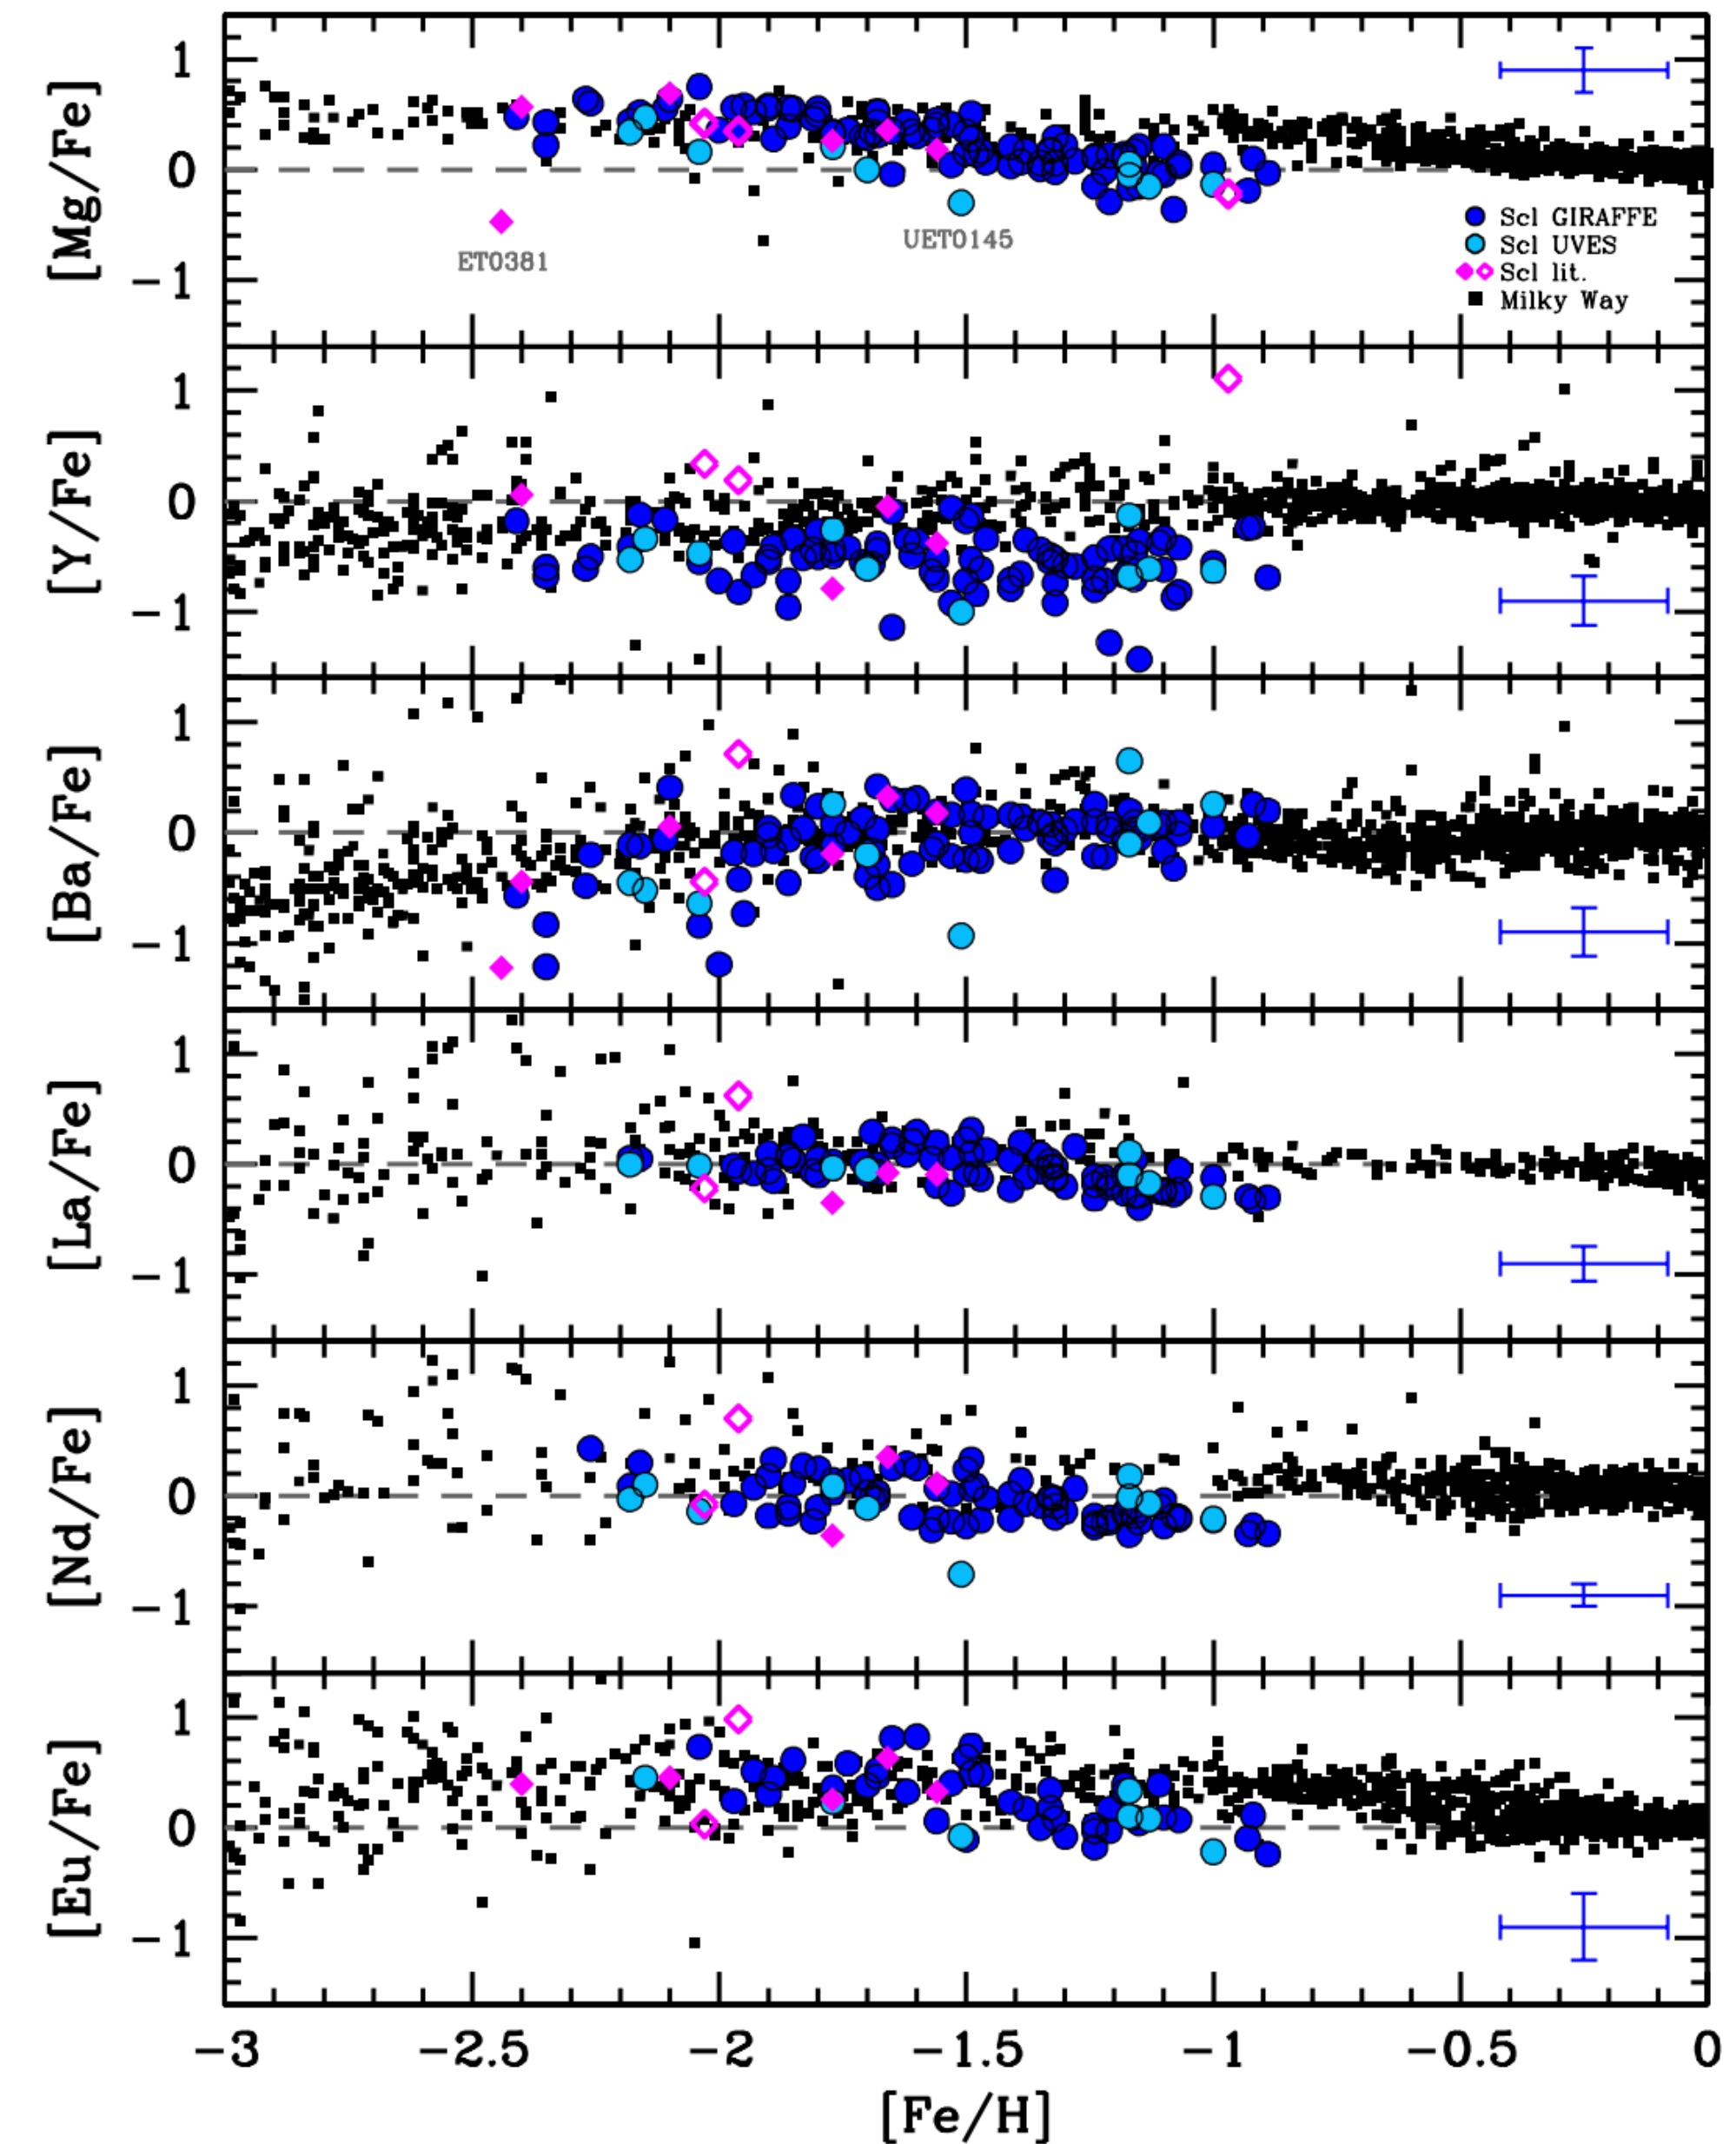 [Mg/Fe]
1
0
−1
ET0381
UET0145
Scl GIRAFFE
Scl UVES
Scl lit.
Milky Way
[Y/Fe]
1
0
−1
[Ba/Fe]
1
0
−1
[La/Fe]
1
0
−1
[Nd/Fe]
1
0
−1
[Eu/Fe]
1
0
−1
−3 −2.5 −2 −1.5 −1 −0.5 0
[Fe/H]